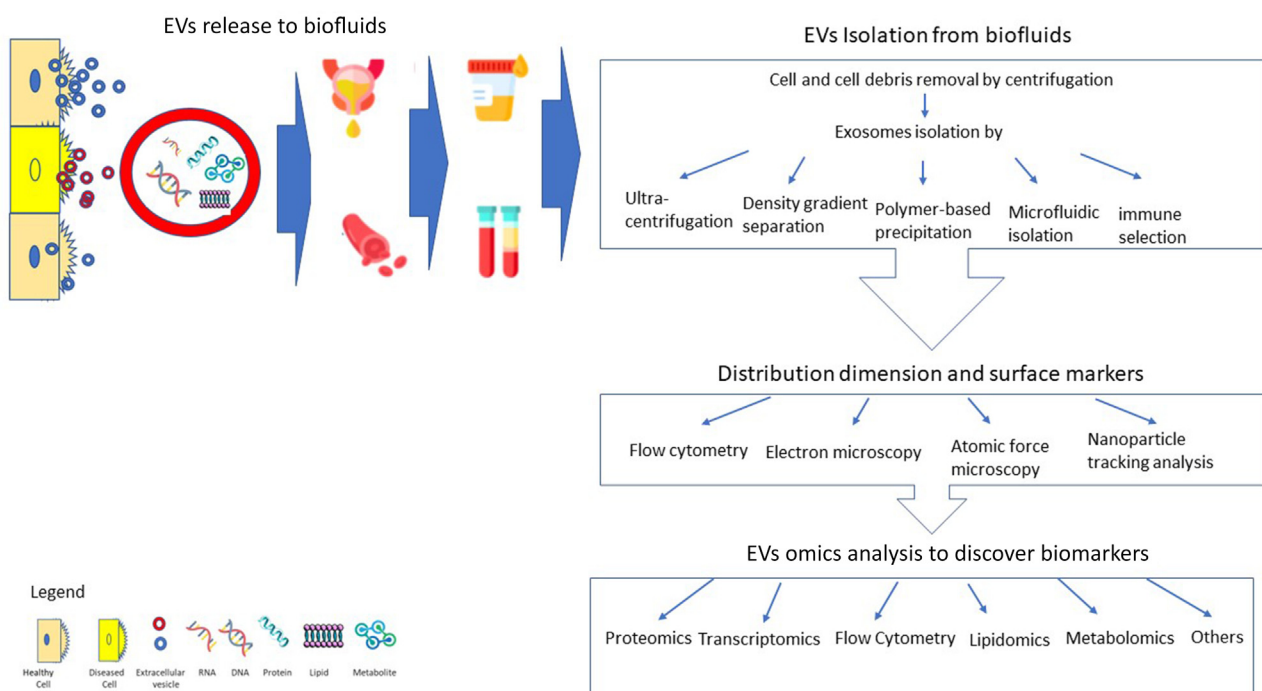 EVs release to biofluids
EVs Isolation from biofluids
Cell and cell debris removal by centrifugation
Exosomes isolation by
Ultra-
centrifugation
Density gradient
separation
Polymer-based
precipitation
Microfluidic
isolation
immune
selection
Distribution dimension and surface markers
Flow cytometry
Electron microscopy
Atomic force
microscopy
Nanoparticle
tracking analysis
EVs omics analysis to discover biomarkers
Proteomics
Transcriptomics
Flow Cytometry
Lipidomics
Metabolomics
Others
Legend
Healthy
Cell
Diseased
Cell
Extracellular
vesicle
RNA
DNA
Protein
Lipid
Metabolite